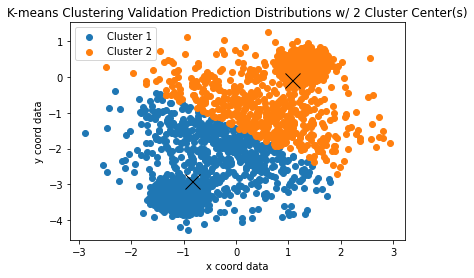 K-means Clustering Validation Prediction Distributions w/ 2 Cluster Center(s)
Cluster 1
Cluster 2
y coord data
1
0
−1
−2
−3
−4
−3
−2
−1
0
1
2
3
x coord data